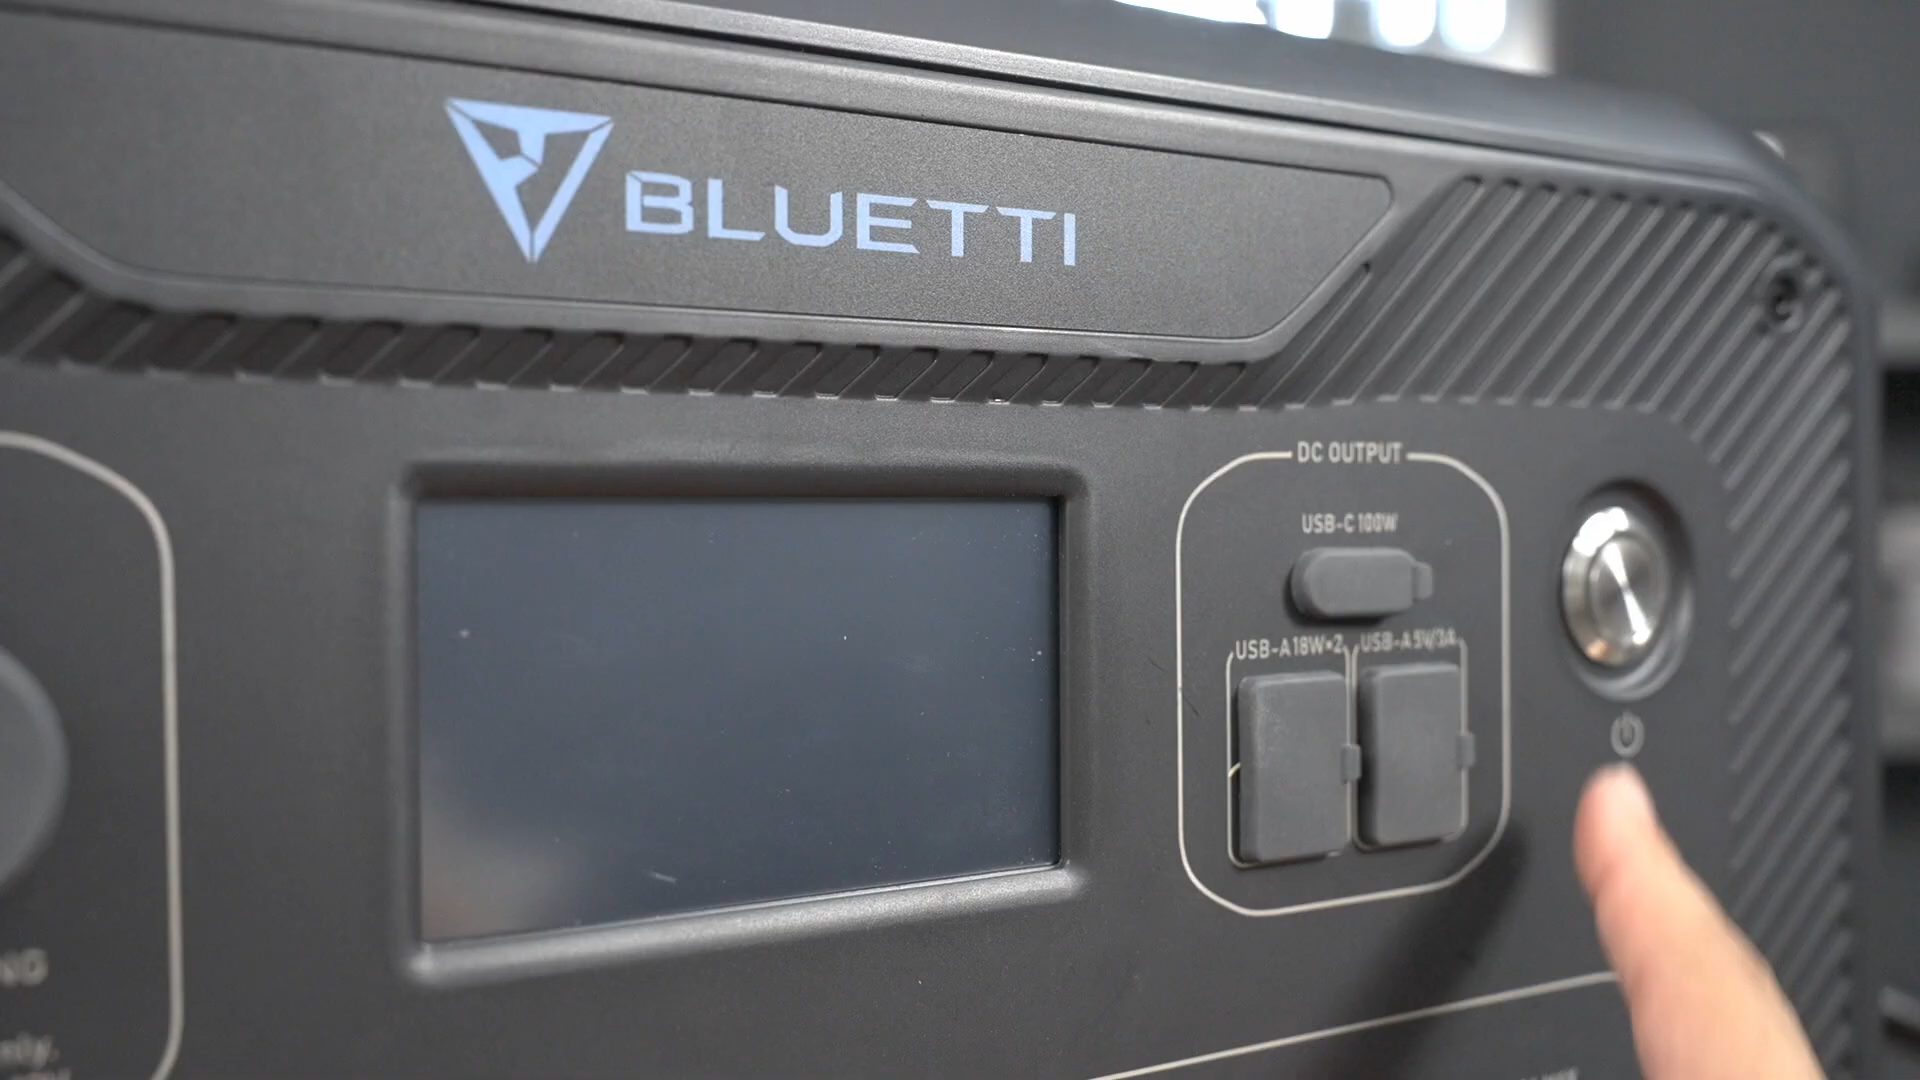 BLUETTI
DC OUTPUT
USB-C 100W
USB-A 18W*2
USB-A 5V/3A